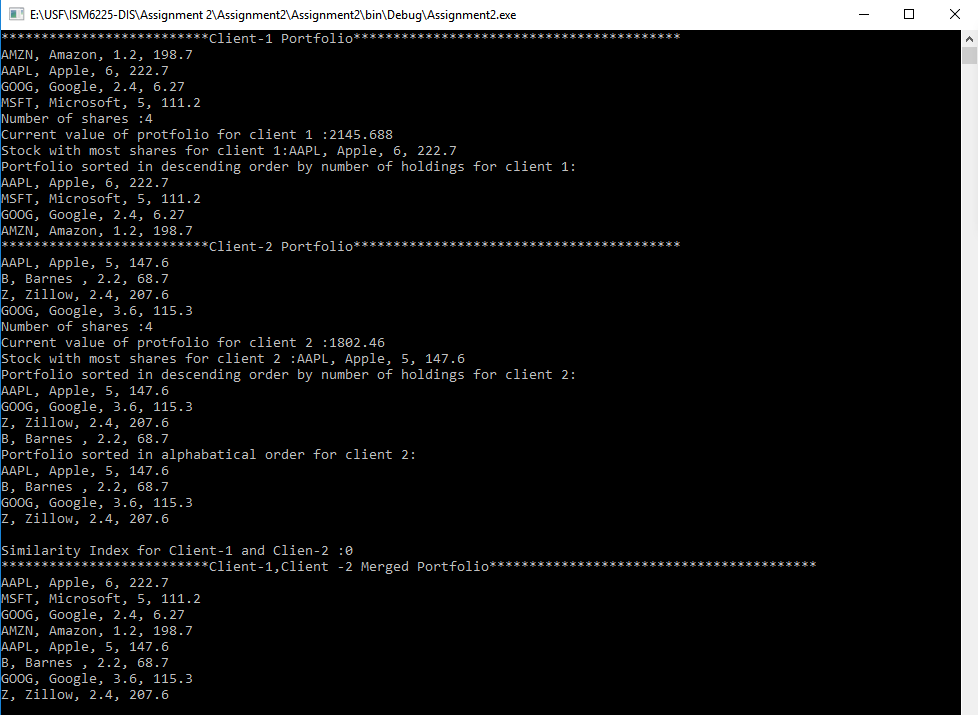 E:\USF\ISM6225-DIS\Assignment 2\Assignment2\Assignment2\bin\Debug\Assignment2.exe
**************************Client-1 Portfolio*****************************************
AMZN, Amazon, 1.2, 198.7
AAPL, Apple, 6, 222.7
GOOG, Google, 2.4, 6.27
MSFT, Microsoft, 5, 111.2
Number of shares :4
Current value of protfolio for client 1 :2145.688
Stock with most shares for client 1:AAPL, Apple, 6, 222.7
Portfolio sorted in descending order by number of holdings for client 1:
AAPL, Apple, 6, 222.7
MSFT, Microsoft, 5, 111.2
GOOG, Google, 2.4, 6.27
AMZN, Amazon, 1.2, 198.7
**************************Client-2 Portfolio*****************************************
AAPL, Apple, 5, 147.6
B, Barnes , 2.2, 68.7
Z, Zillow, 2.4, 207.6
GOOG, Google, 3.6, 115.3
Number of shares :4
Current value of protfolio for client 2 :1802.46
Stock with most shares for client 2 :AAPL, Apple, 5, 147.6
Portfolio sorted in descending order by number of holdings for client 2:
AAPL, Apple, 5, 147.6
GOOG, Google, 3.6, 115.3
Z, Zillow, 2.4, 207.6
B, Barnes , 2.2, 68.7
Portfolio sorted in alphabatical order for client 2:
AAPL, Apple, 5, 147.6
B, Barnes , 2.2, 68.7
GOOG, Google, 3.6, 115.3
Z, Zillow, 2.4, 207.6
Similarity Index for Client-1 and Clien-2 :0
**************************Client-1,Client -2 Merged Portfolio*****************************************
AAPL, Apple, 6, 222.7
MSFT, Microsoft, 5, 111.2
GOOG, Google, 2.4, 6.27
AMZN, Amazon, 1.2, 198.7
AAPL, Apple, 5, 147.6
B, Barnes , 2.2, 68.7
GOOG, Google, 3.6, 115.3
Z, Zillow, 2.4, 207.6